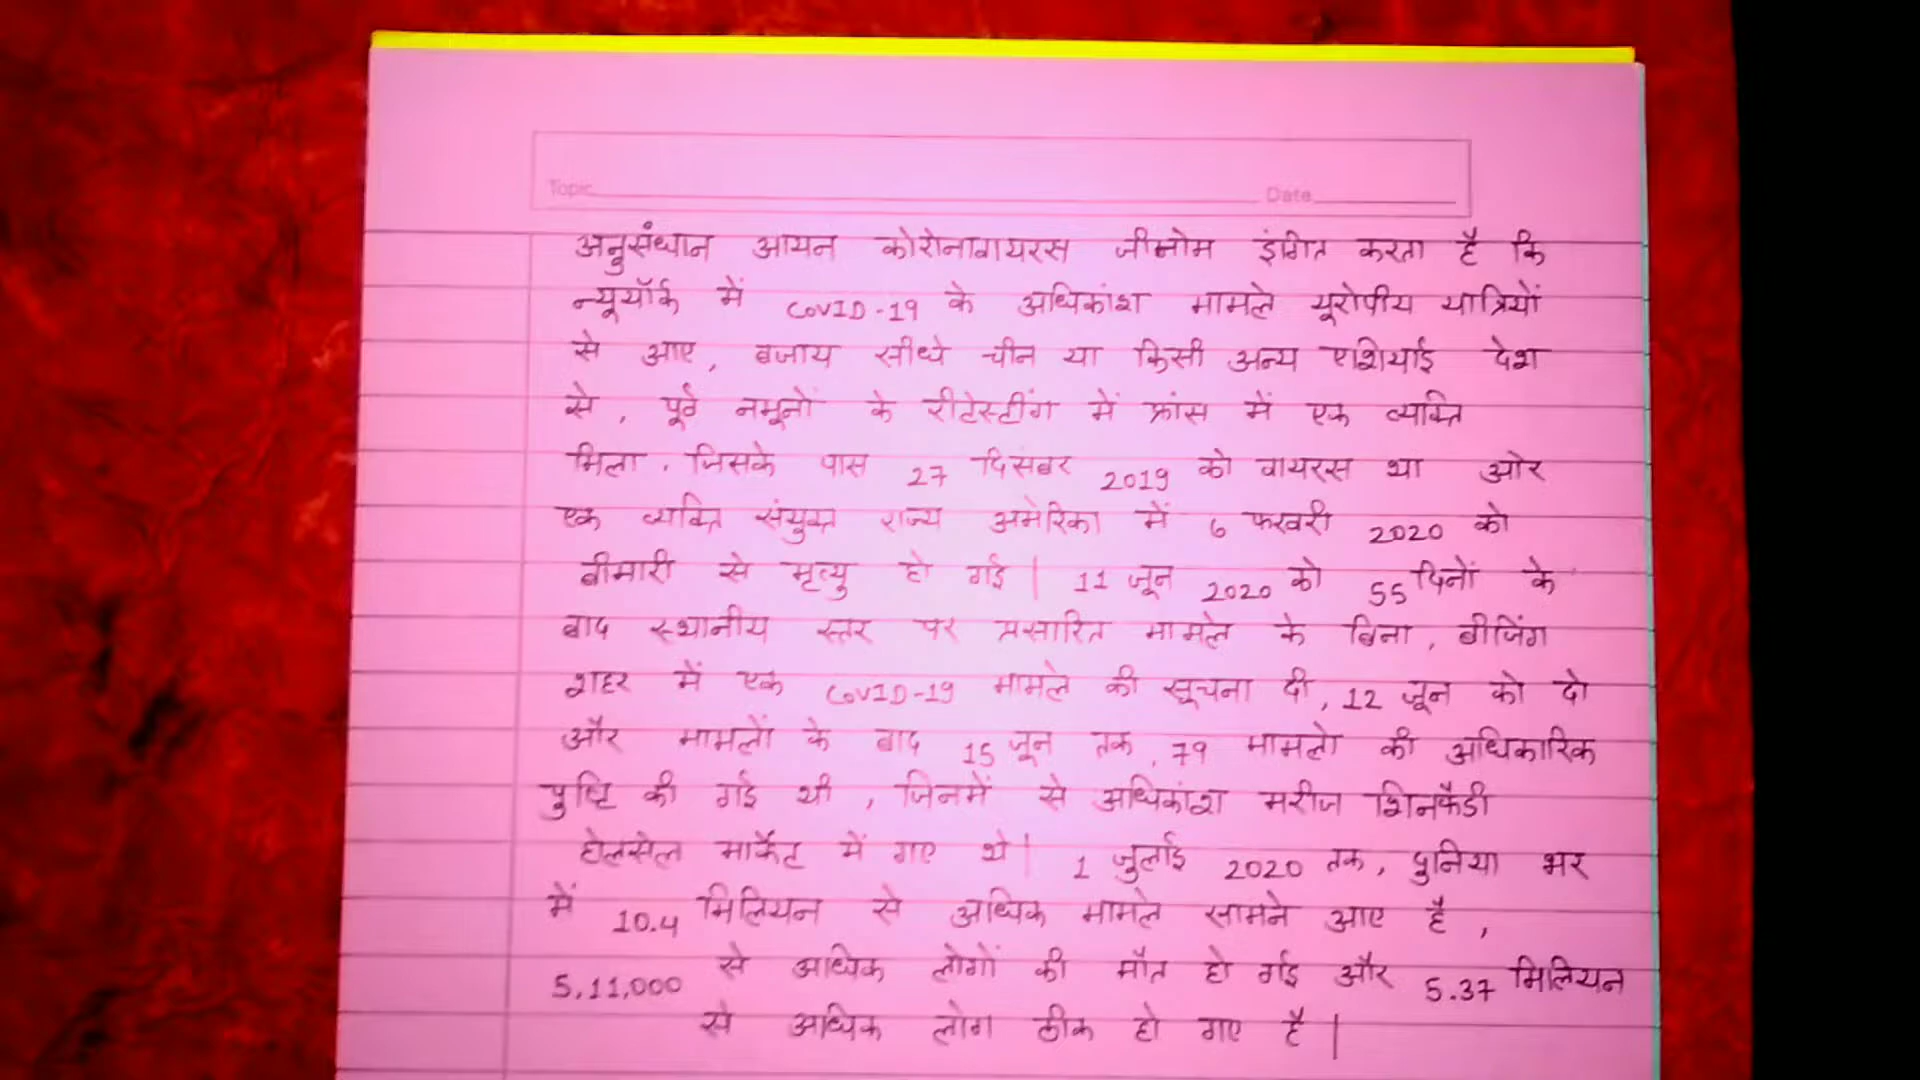 Topic
Date
अनुसंधान आयन कोरोनावायरस जीनोम इंगित करता है कि
न्यूयॉर्क में COVID-19 के अधिकांश मामले यूरोपीय यात्रियों
से आए, बजाय सीधे चीन या किसी अन्य एशियाई देश
से, पूर्व नमूनों के रीटेस्टींग में फ्रांस में एक व्यक्ति
मिला, जिसके पास 27 दिसंबर 2019 को वायरस था ओर
एक व्यक्ति संयुक्त राज्य अमेरिका में 6 फरवरी 2020 को
बीमारी से मृत्यु हो गई | 11 जून 2020 को 55 दिनों के
बाद स्थानीय स्तर पर प्रसारित मामले के बिना, बीजिंग
शहर में एक COVID-19 मामले की सूचना दी, 12 जून को दो
और मामलों के बाद 15 जून तक, 79 मामलो की अधिकारिक
पुष्टि की गई थी, जिनमें से अधिकांश मरीज शिनफैडी
होलसेल मार्केट में गए थे | 1 जुलाई 2020 तक, दुनिया भर
में 10.4 मिलियन से अधिक मामले सामने आए है,
5,11,000 से अधिक लोगों की मौत हो गई और 5.37 मिलियन
से अधिक लोग ठीक हो गए है |